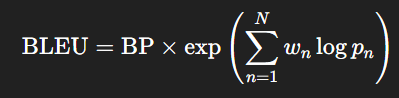 BLEU = BP × exp ( ∑_{n=1}^{N} w_n log p_n )